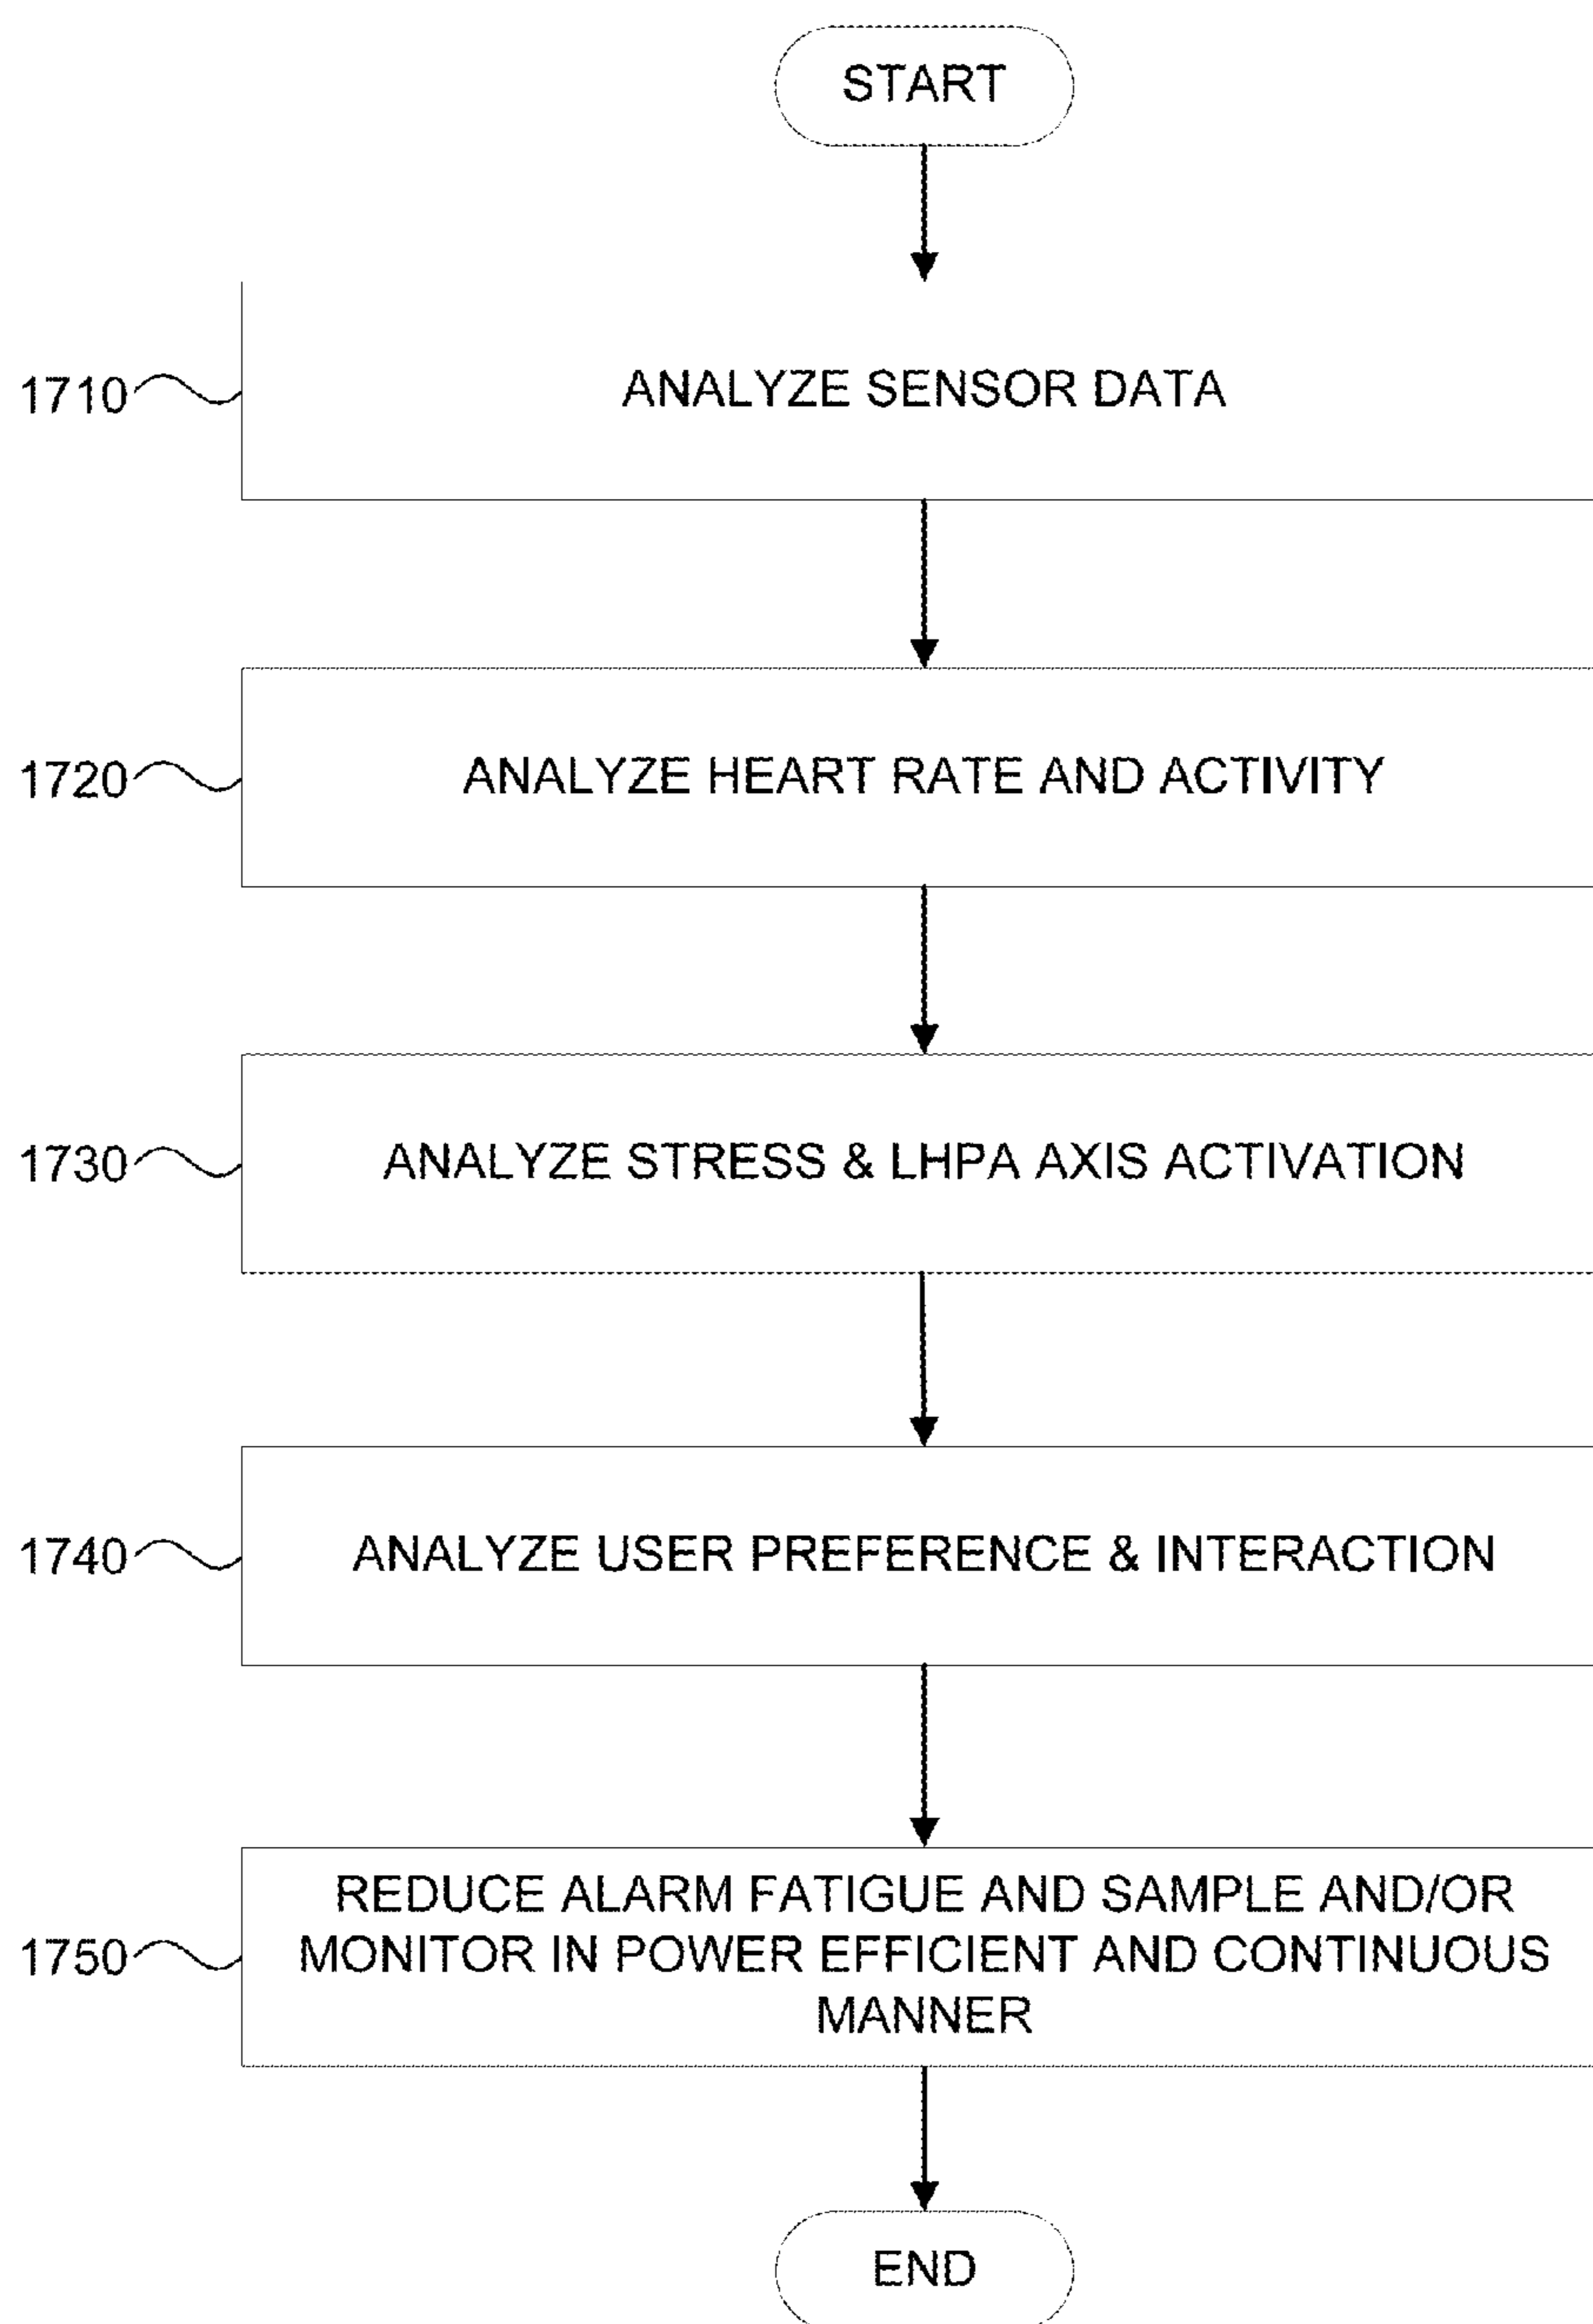 START
1710
ANALYZE SENSOR DATA
1720
ANALYZE HEART RATE AND ACTIVITY
1730
ANALYZE STRESS & LHPA AXIS ACTIVATION
1740
ANALYZE USER PREFERENCE & INTERACTION
1750
REDUCE ALARM FATIGUE AND SAMPLE AND/OR
MONITOR IN POWER EFFICIENT AND CONTINUOUS
MANNER
END